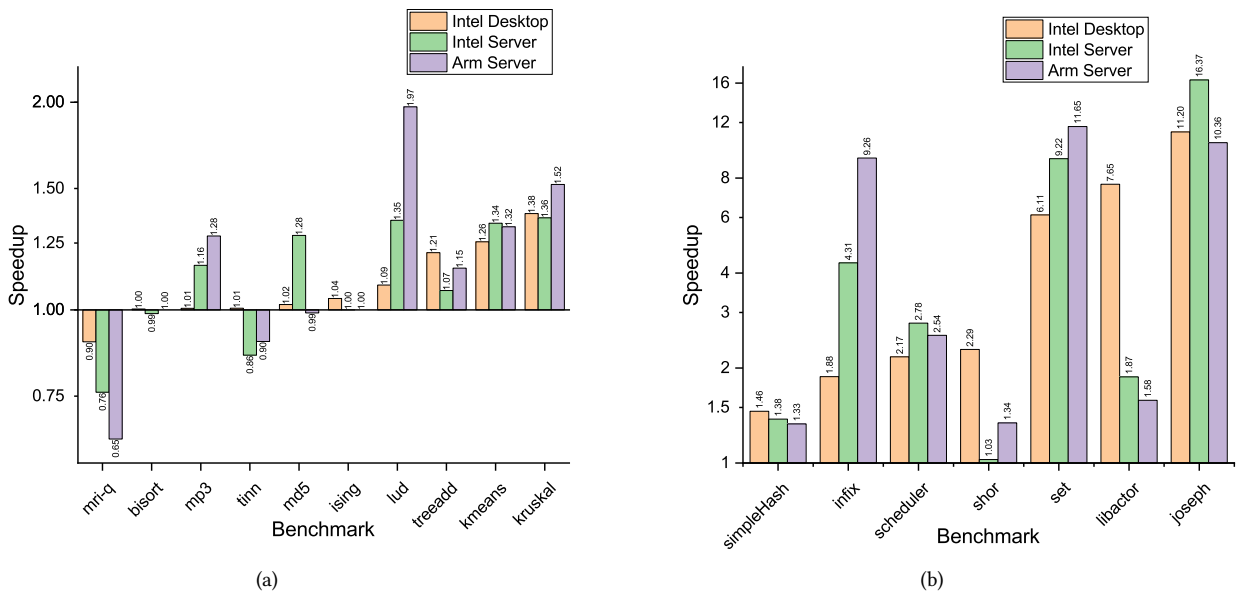 Intel Desktop
Intel Server
Arm Server
2.00
1.50
1.25
1.00
0.75
Speedup
0.90
0.76
0.65
1.00
0.99
1.00
1.01
1.16
1.28
1.01
0.86
0.90
1.02
1.28
0.99
1.04
1.00
1.00
1.09
1.35
1.97
1.21
1.07
1.15
1.26
1.34
1.32
1.38
1.36
1.52
mri-q
bisort
mp3
tinn
md5
ising
lud
treeadd
kmeans
kruskal
Benchmark
(a)
Intel Desktop
Intel Server
Arm Server
16
12
8
6
4
3
2
1.5
1
Speedup
1.46
1.38
1.33
1.88
4.31
9.26
2.17
2.78
2.54
2.29
1.03
1.34
6.11
9.22
11.65
7.65
1.87
1.58
11.20
16.37
10.36
simpleHash
infix
scheduler
shor
set
libactor
joseph
Benchmark
(b)